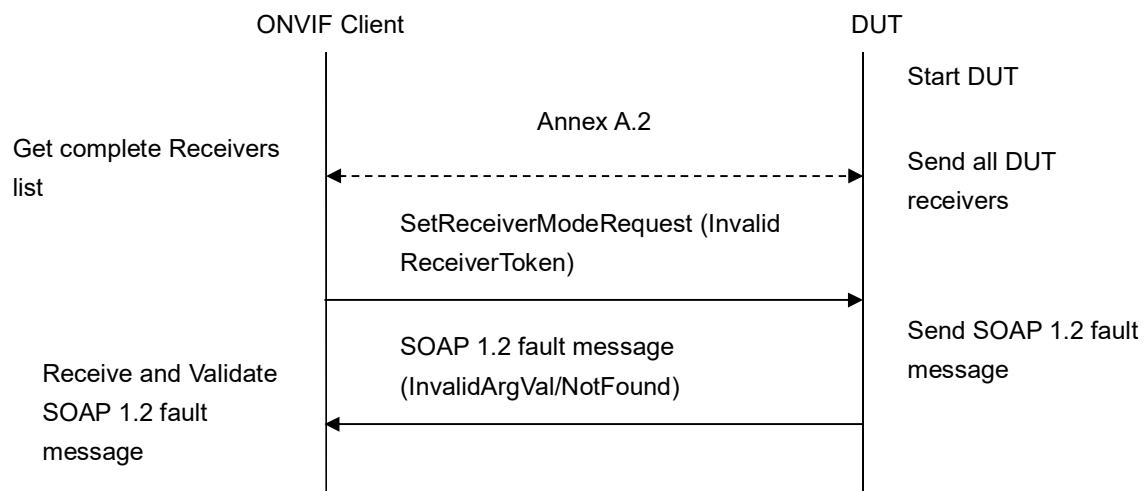 ONVIF Client
DUT
Start DUT
Annex A.2
Get complete Receivers
list
Send all DUT
receivers
SetReceiverModeRequest (Invalid
ReceiverToken)
Send SOAP 1.2 fault
message
SOAP 1.2 fault message
(InvalidArgVal/NotFound)
Receive and Validate
SOAP 1.2 fault
message